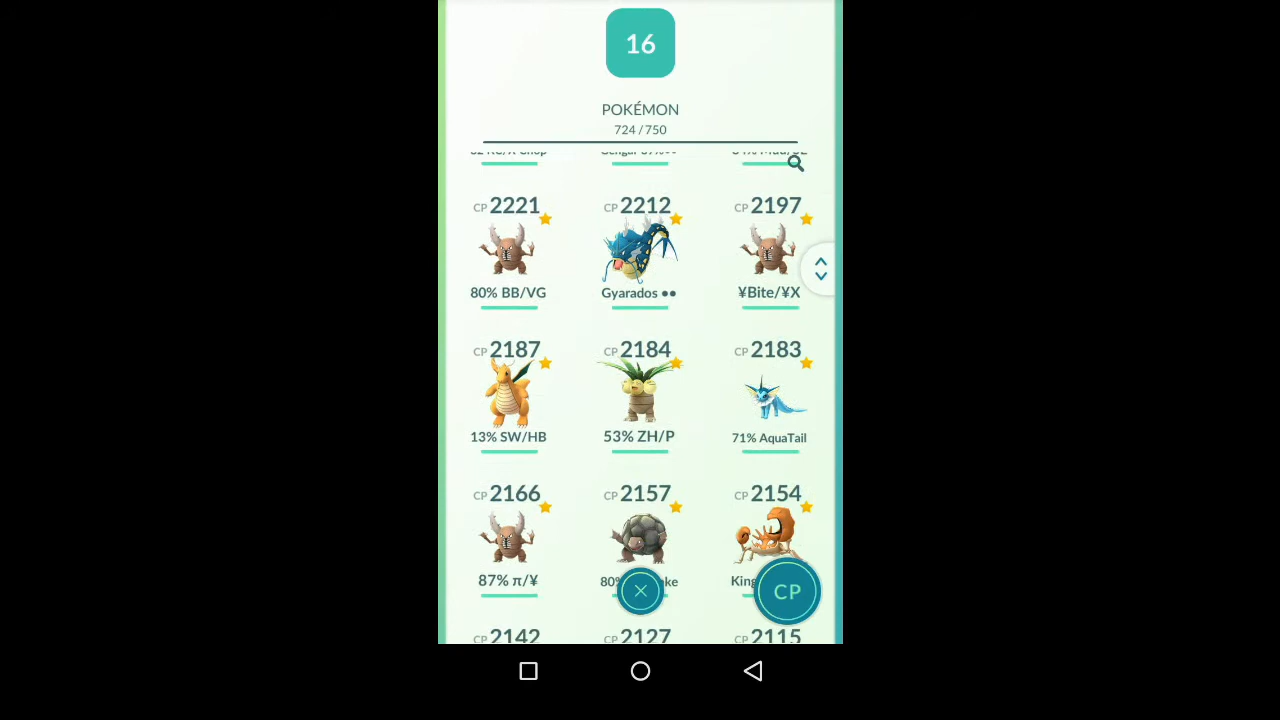 16
POKÉMON
724 / 750
CP 2221 CP 2212 CP 2197
80% BB/VG Gyarados ●● ¥Bite/¥X
CP 2187 CP 2184 CP 2183
13% SW/HB 53% ZH/P 71% AquaTail
CP 2166 CP 2157 CP 2154
87% π/¥
CP
CP 2142 CP 2127 CP 2115